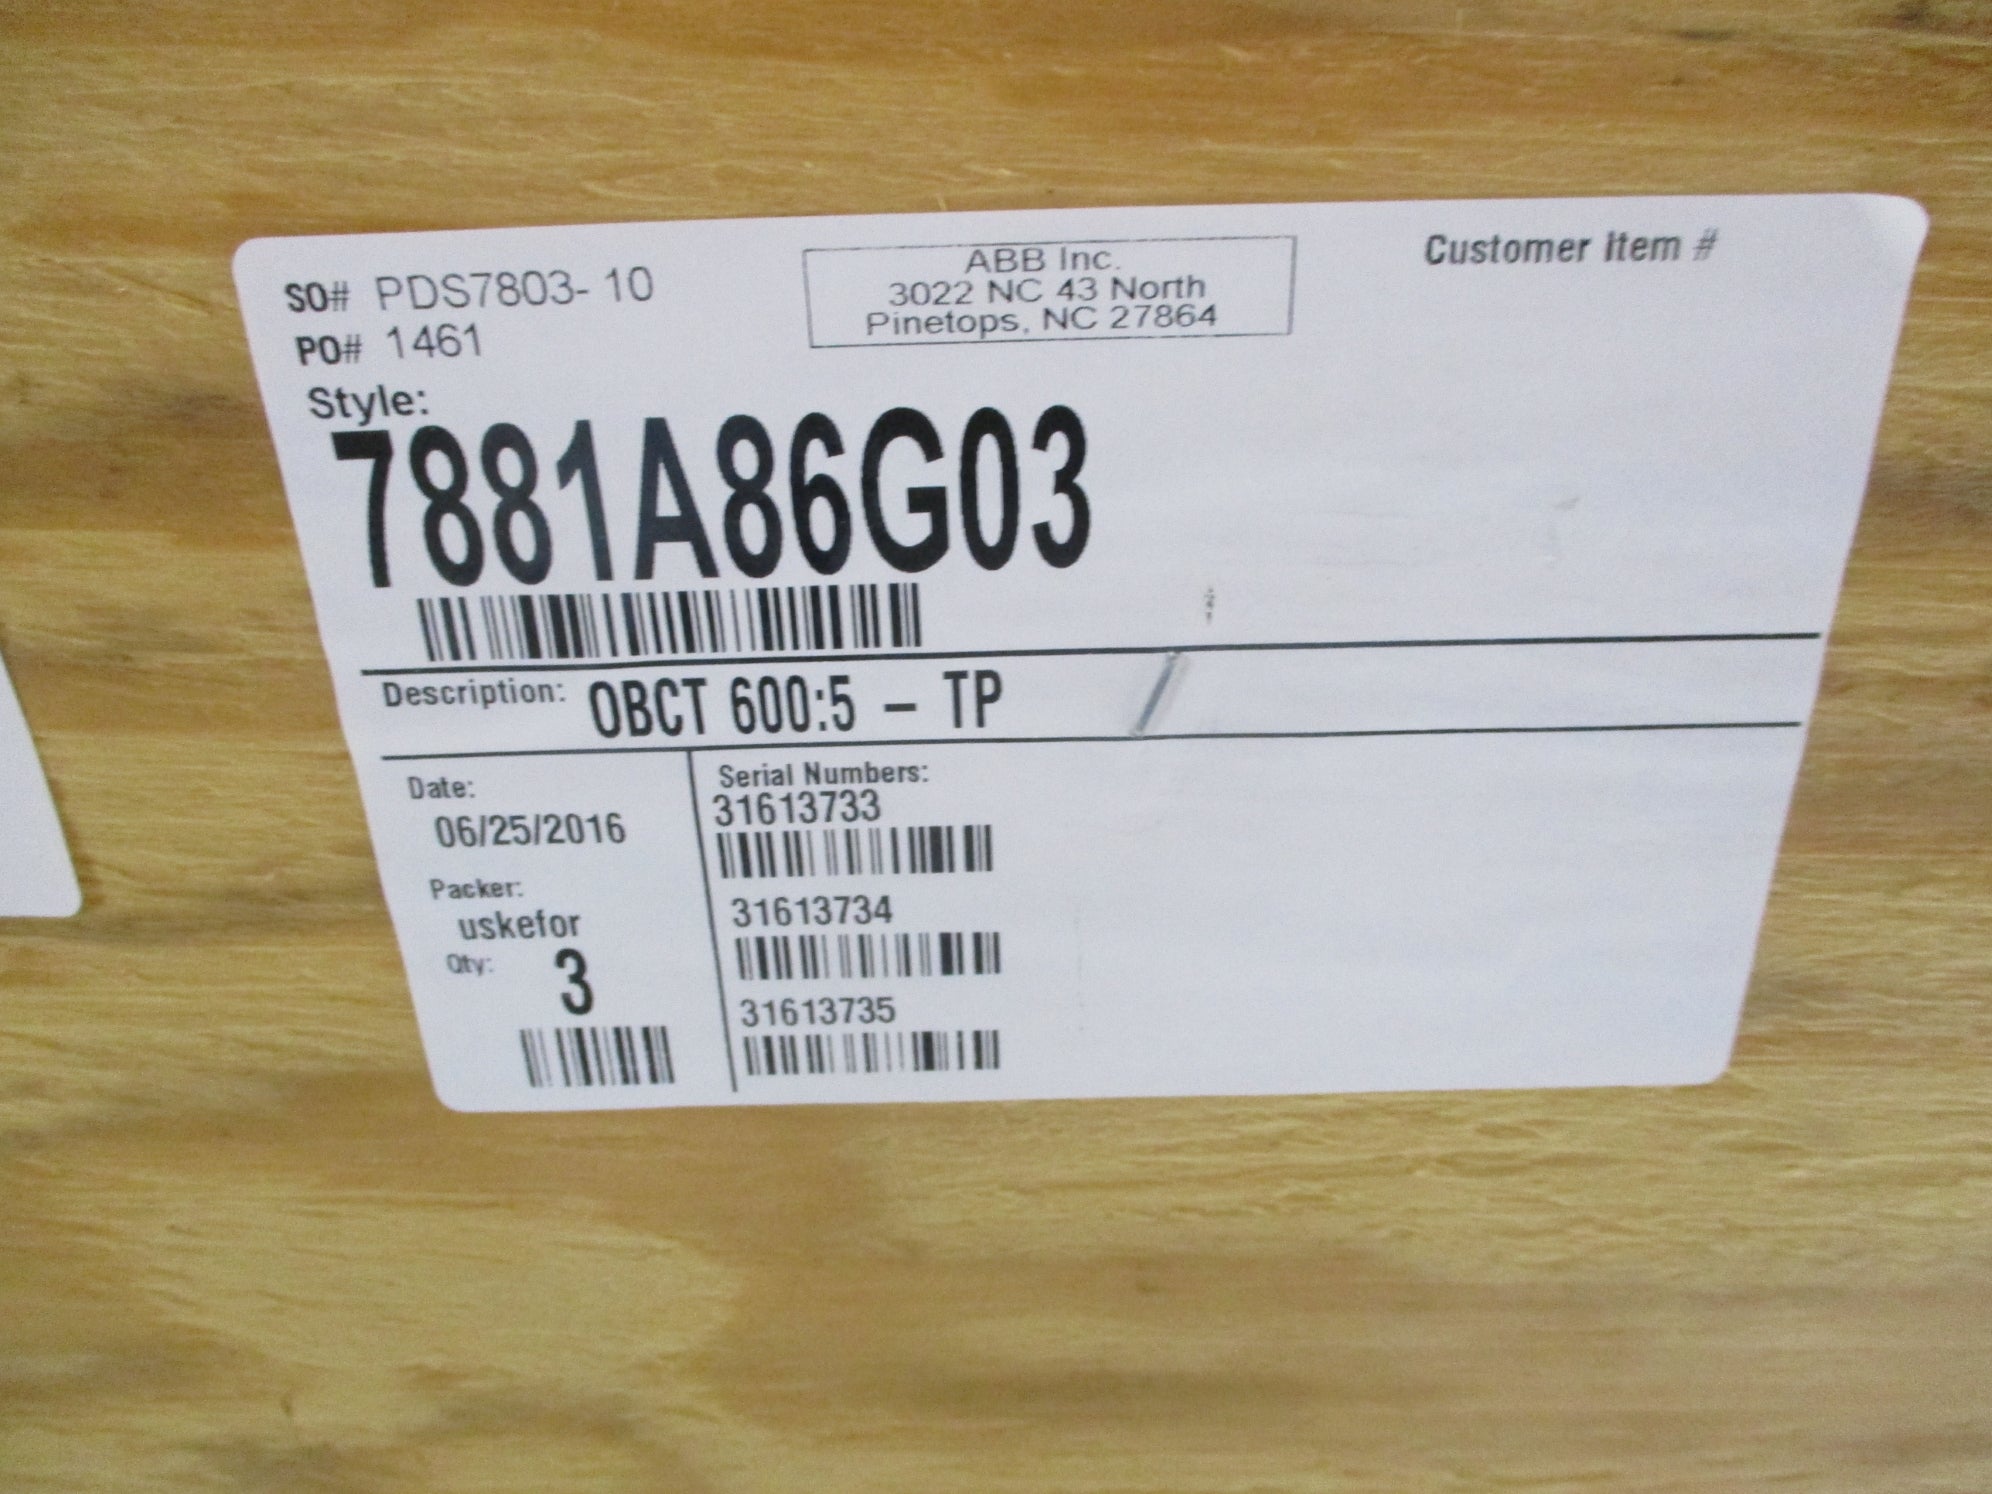 SO# PDS7803- 10
PO# 1461
ABB Inc.
3022 NC 43 North
Pinetops, NC 27864
Customer Item #
Style:
7881A86G03
Description: OBCT 600:5 – TP
Date:
06/25/2016
Packer:
uskefor
Qty: 3
Serial Numbers:
31613733
31613734
31613735